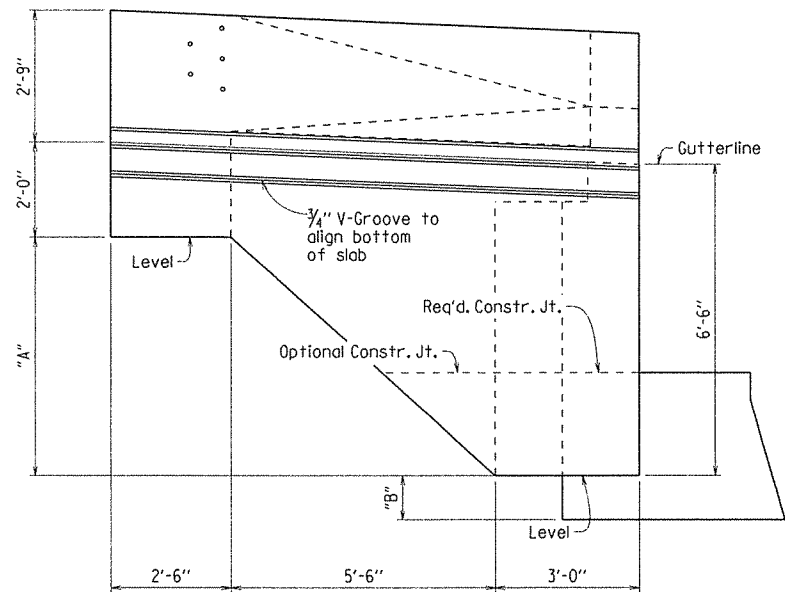 2'-9"
Gutterline
2'-0"
3/4" V-Groove to
align bottom
of slab
Level
Req'd. Constr. Jt.
6'-6"
Optional Constr. Jt.
"A"
"B"
Level
2'-6"
5'-6"
3'-0"